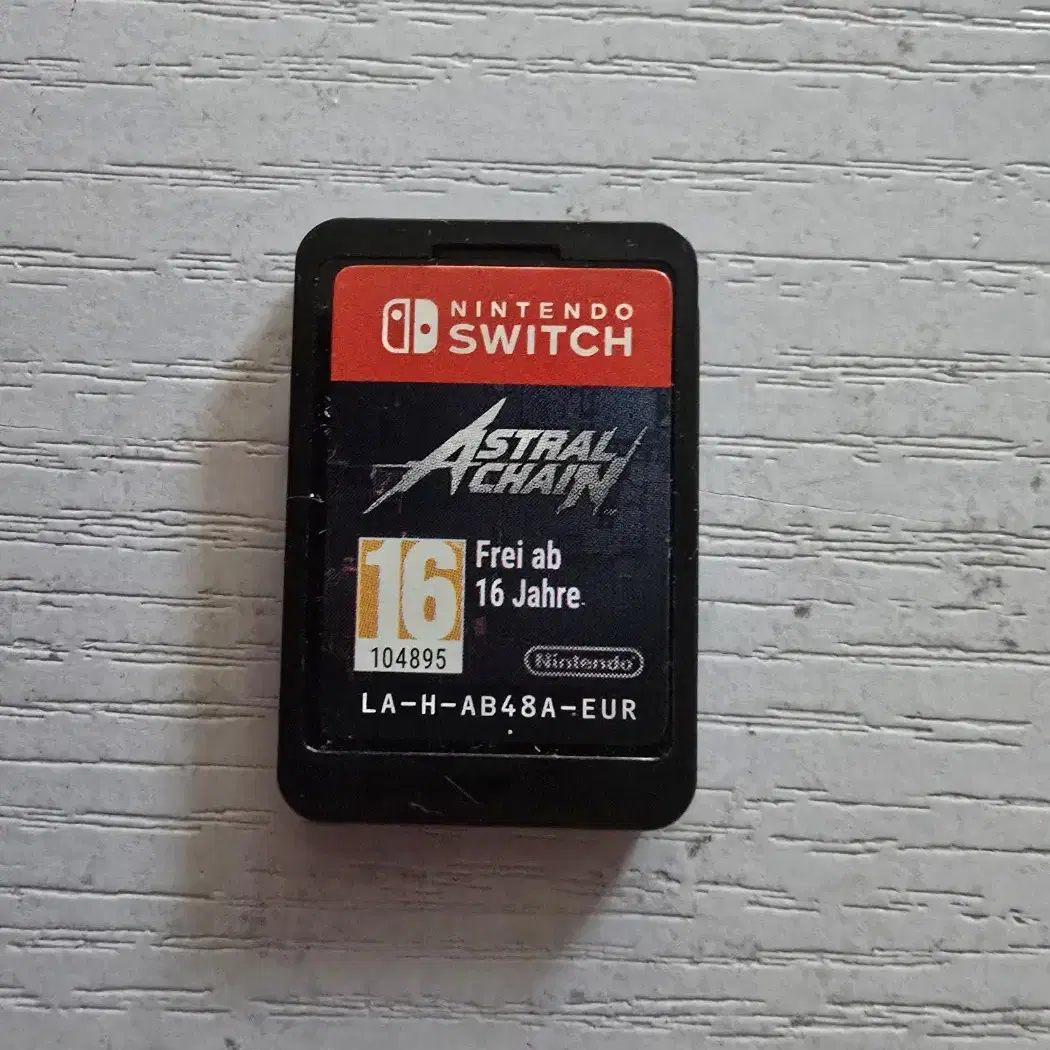 NINTENDO
SWITCH
ASTRAL
CHAIN
16
Frei ab
16 Jahre
104895
Nintendo
LA-H-AB48A-EUR